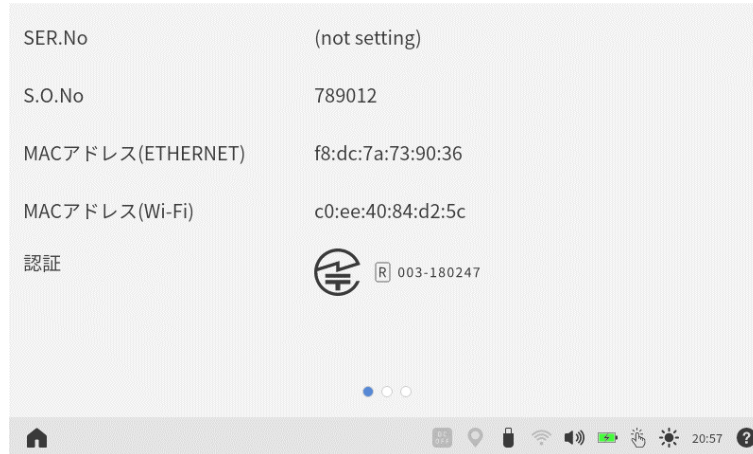 SER.No (not setting)
S.O.No 789012
MACアドレス(ETHERNET) f8:dc:7a:73:90:36
MACアドレス(Wi-Fi) c0:ee:40:84:d2:5c
認証 R 003-180247
DC OFF 20:57 ?